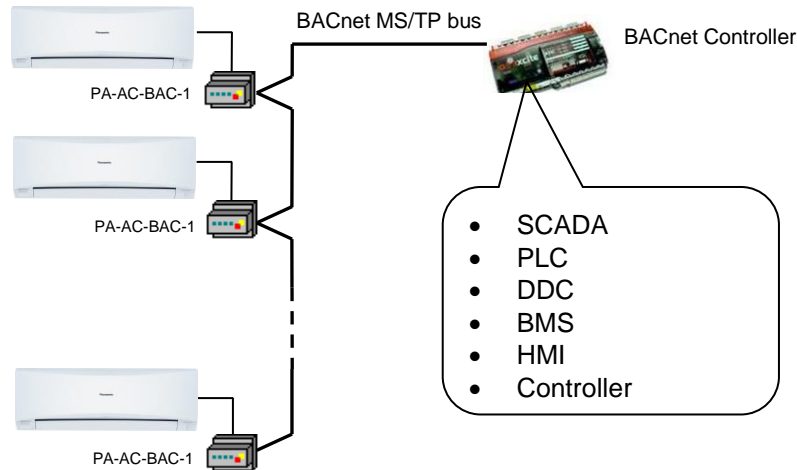 BACnet MS/TP bus
BACnet Controller
PA-AC-BAC-1
PA-AC-BAC-1
• SCADA
• PLC
• DDC
• BMS
• HMI
• Controller
PA-AC-BAC-1